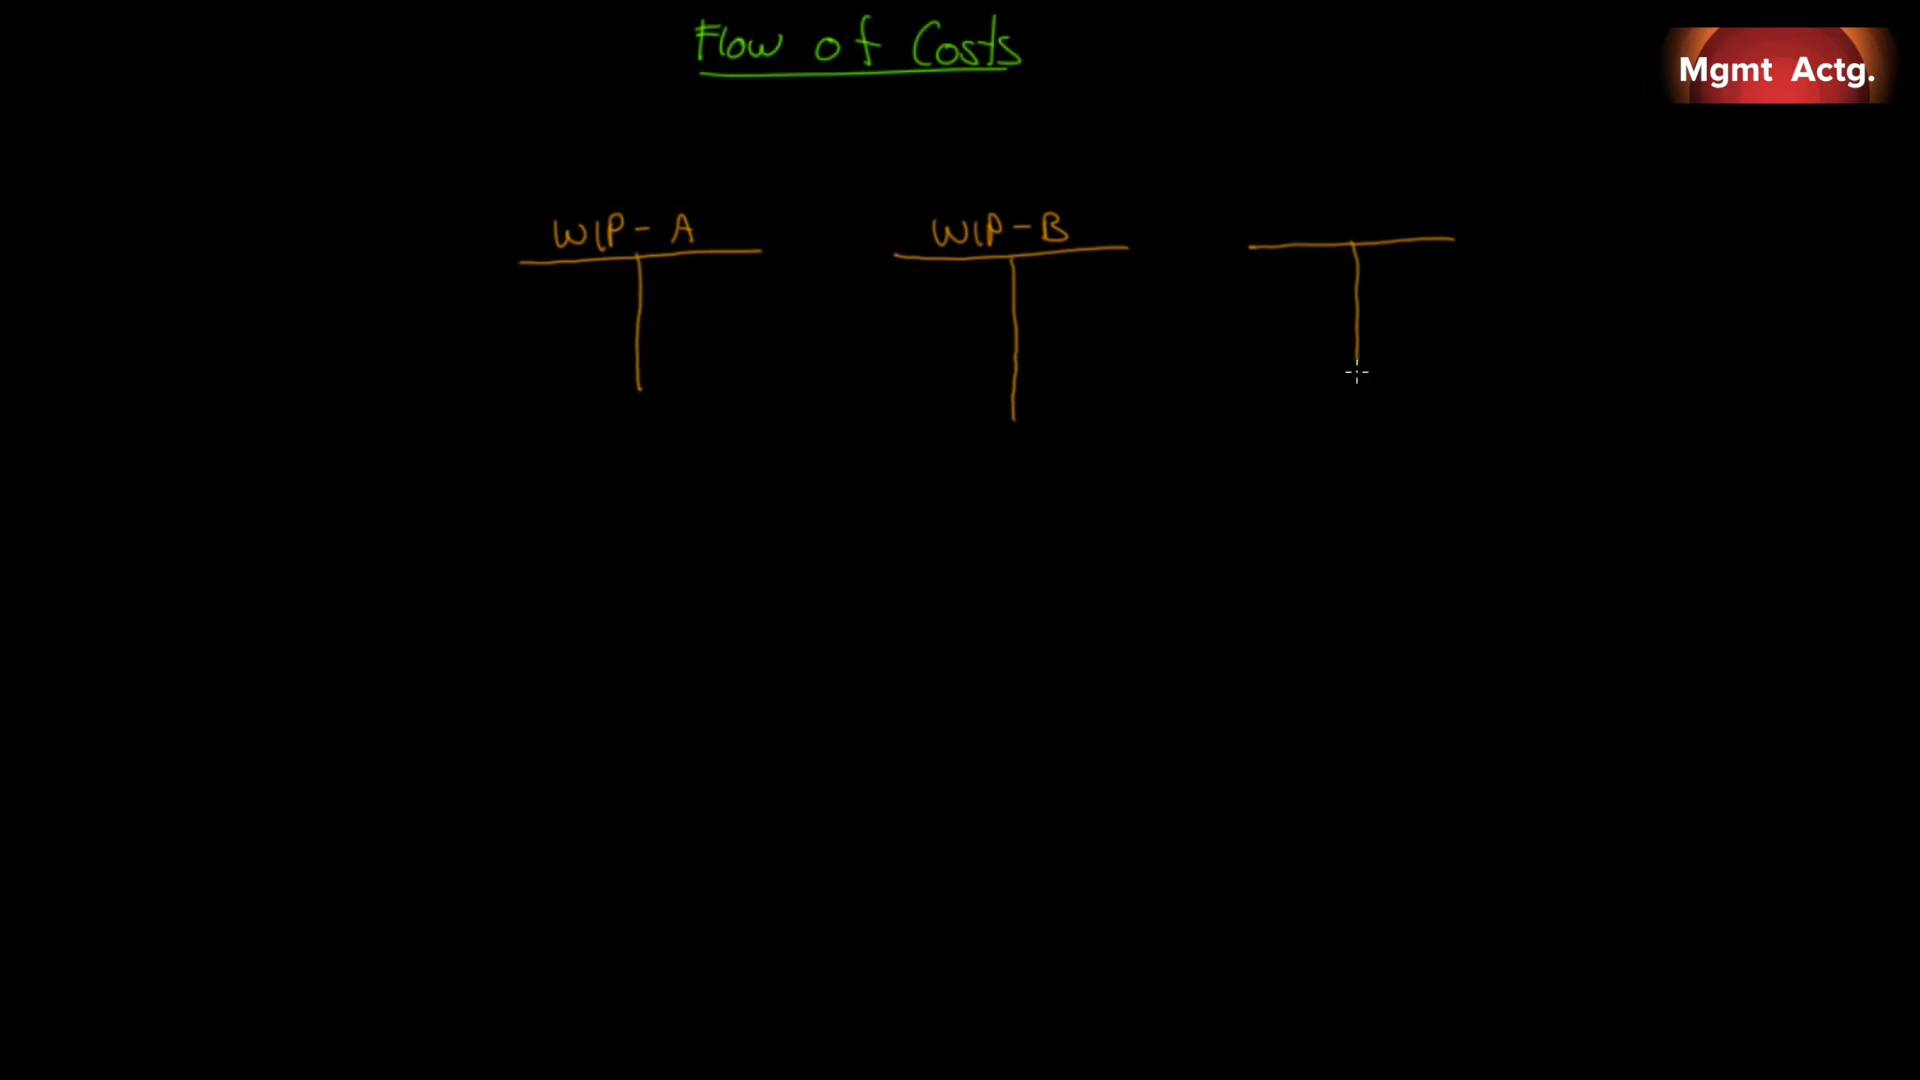 Flow of Costs
Mgmt Actg.
WIP - A
WIP - B